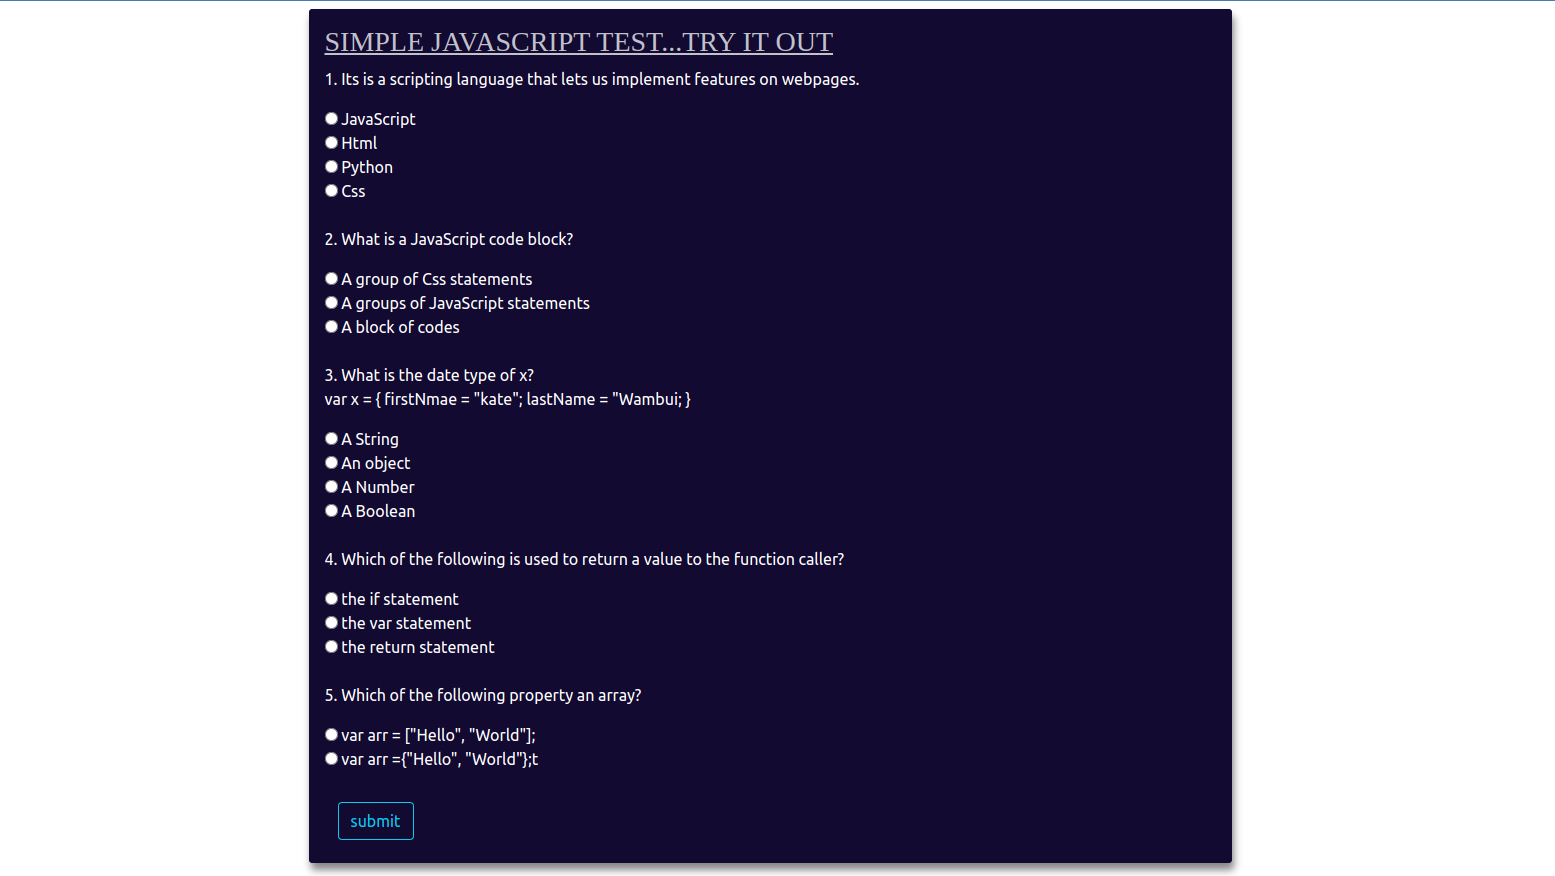 SIMPLE JAVASCRIPT TEST...TRY IT OUT
1. Its is a scripting language that lets us implement features on webpages.
JavaScript
Html
Python
Css
2. What is a JavaScript code block?
A group of Css statements
A groups of JavaScript statements
A block of codes
3. What is the date type of x?
var x = { firstNmae = "kate"; lastName = "Wambui; }
A String
An object
A Number
A Boolean
4. Which of the following is used to return a value to the function caller?
the if statement
the var statement
the return statement
5. Which of the following property an array?
var arr = ["Hello", "World"];
var arr ={"Hello", "World"};t
submit